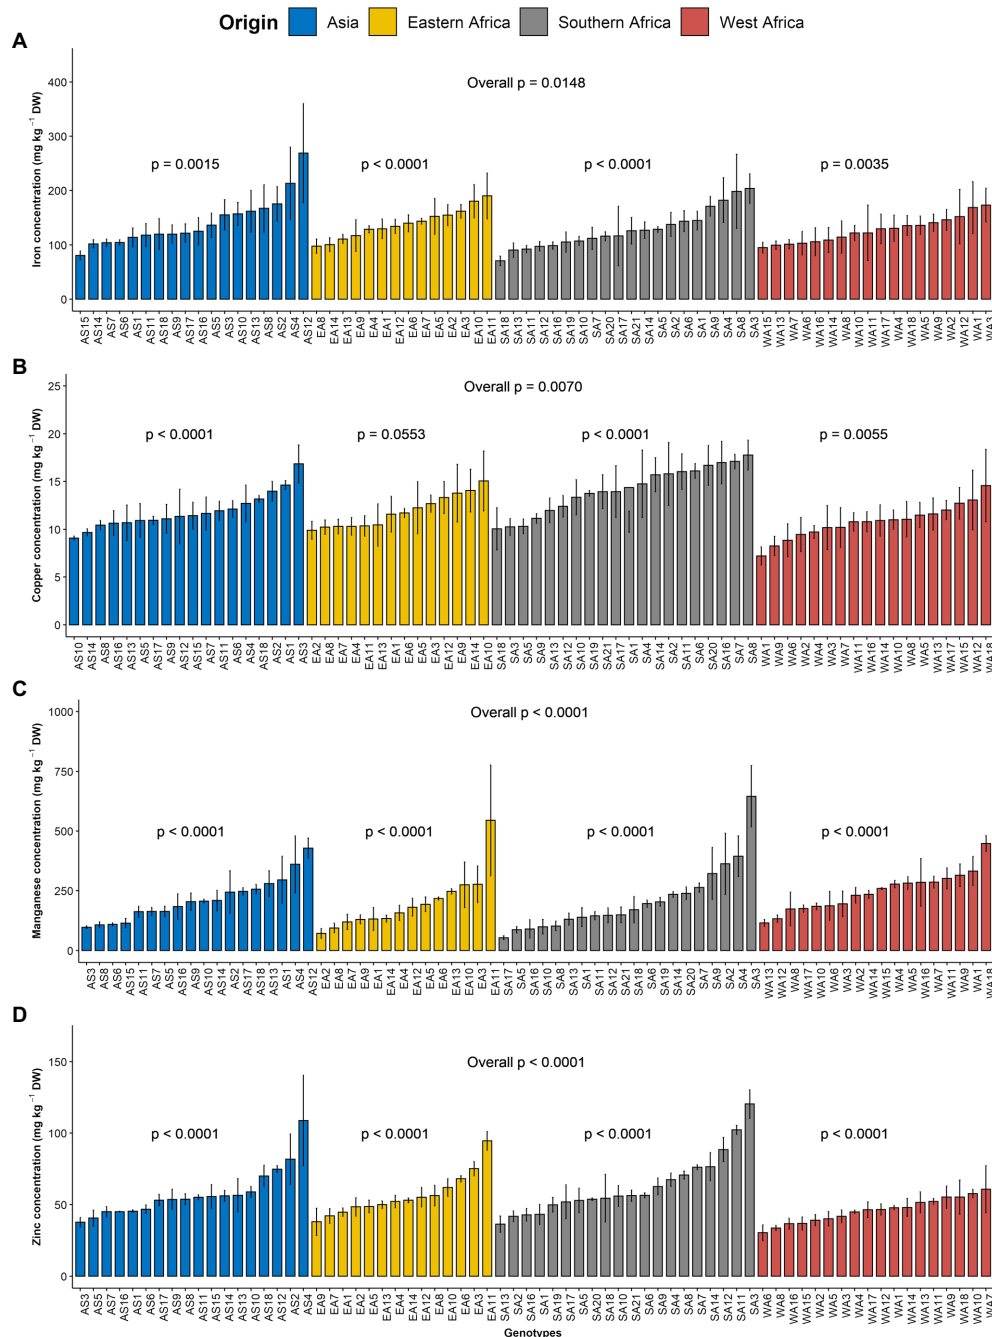 Origin Asia Eastern Africa Southern Africa West Africa
A
Iron concentration (mg kg⁻¹ DW)
400
300
200
100
0
Overall p = 0.0148
p = 0.0015 p < 0.0001 p < 0.0001 p = 0.0035
AS15 AS14 AS7 AS6 AS1 AS11 AS18 AS9 AS17 AS16 AS5 AS3 AS10 AS13 AS8 AS2 AS4 AS12 EA8 EA14 EA13 EA9 EA4 EA1 EA12 EA6 EA7 EA5 EA2 EA3 EA10 EA11 SA18 SA13 SA11 SA12 SA16 SA19 SA10 SA7 SA20 SA17 SA21 SA14 SA5 SA2 SA6 SA1 SA9 SA4 SA8 SA3 WA15 WA13 WA7 WA6 WA16 WA14 WA8 WA10 WA11 WA17 WA4 WA18 WA5 WA9 WA2 WA12 WA1 WA3
B
Copper concentration (mg kg⁻¹ DW)
25
20
15
10
5
0
Overall p = 0.0070
p < 0.0001 p = 0.0553 p < 0.0001 p = 0.0055
AS10 AS14 AS8 AS16 AS13 AS5 AS17 AS9 AS12 AS15 AS7 AS11 AS6 AS4 AS18 AS2 AS1 AS3 EA2 EA8 EA7 EA4 EA11 EA13 EA1 EA6 EA5 EA3 EA12 EA9 EA14 EA10 SA18 SA3 SA5 SA9 SA13 SA12 SA10 SA19 SA21 SA17 SA1 SA4 SA14 SA2 SA11 SA6 SA20 SA16 SA7 SA8 WA1 WA9 WA6 WA2 WA4 WA3 WA7 WA11 WA16 WA14 WA10 WA8 WA5 WA13 WA17 WA15 WA12 WA18
C
Manganese concentration (mg kg⁻¹ DW)
1000
750
500
250
0
Overall p < 0.0001
p < 0.0001 p < 0.0001 p < 0.0001 p < 0.0001
AS3 AS8 AS6 AS15 AS11 AS7 AS5 AS16 AS9 AS10 AS14 AS2 AS17 AS18 AS13 AS1 AS4 AS12 EA2 EA8 EA7 EA9 EA1 EA14 EA4 EA12 EA5 EA6 EA13 EA10 EA3 EA11 SA17 SA5 SA16 SA10 SA8 SA13 SA1 SA11 SA12 SA21 SA18 SA6 SA19 SA14 SA20 SA7 SA9 SA2 SA4 SA3 WA13 WA12 WA8 WA17 WA5 WA6 WA3 WA2 WA14 WA15 WA4 WA10 WA16 WA7 WA11 WA9 WA1 WA18
D
Zinc concentration (mg kg⁻¹ DW)
150
100
50
0
Overall p < 0.0001
p < 0.0001 p < 0.0001 p < 0.0001 p < 0.0001
AS3 AS5 AS7 AS16 AS1 AS6 AS17 AS9 AS8 AS11 AS15 AS14 AS13 AS10 AS18 AS12 AS2 AS4 EA9 EA7 EA1 EA2 EA5 EA13 EA4 EA14 EA12 EA8 EA10 EA6 EA3 EA11 SA13 SA2 SA16 SA1 SA19 SA17 SA5 SA20 SA18 SA10 SA21 SA6 SA9 SA4 SA8 SA7 SA14 SA12 SA11 SA3 WA6 WA8 WA16 WA15 WA2 WA5 WA3 WA4 WA17 WA12 WA1 WA14 WA13 WA11 WA9 WA18 WA10 WA7
Genotypes